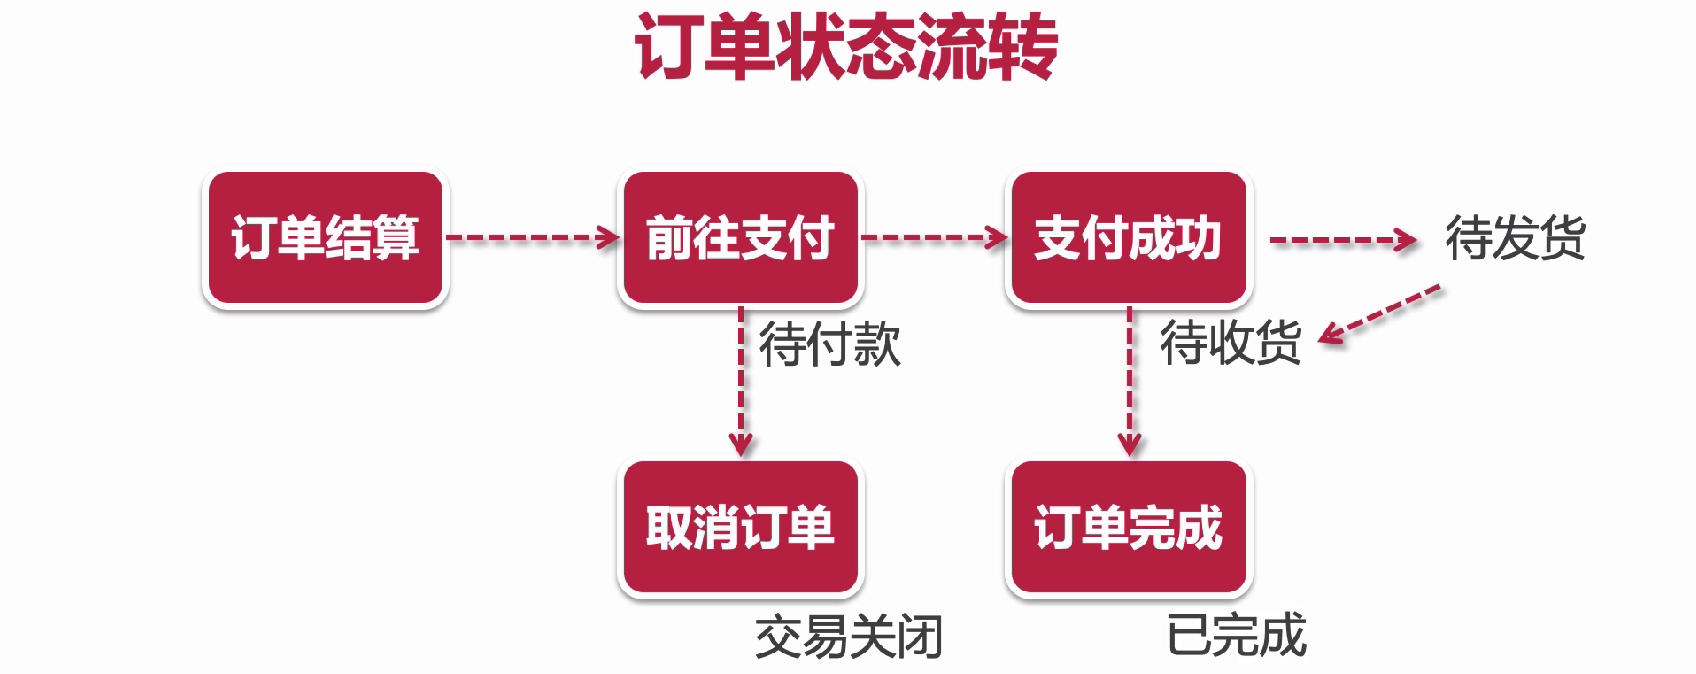 订单状态流转
订单结算
前往支付
支付成功
待发货
待付款
待收货
取消订单
订单完成
交易关闭
已完成